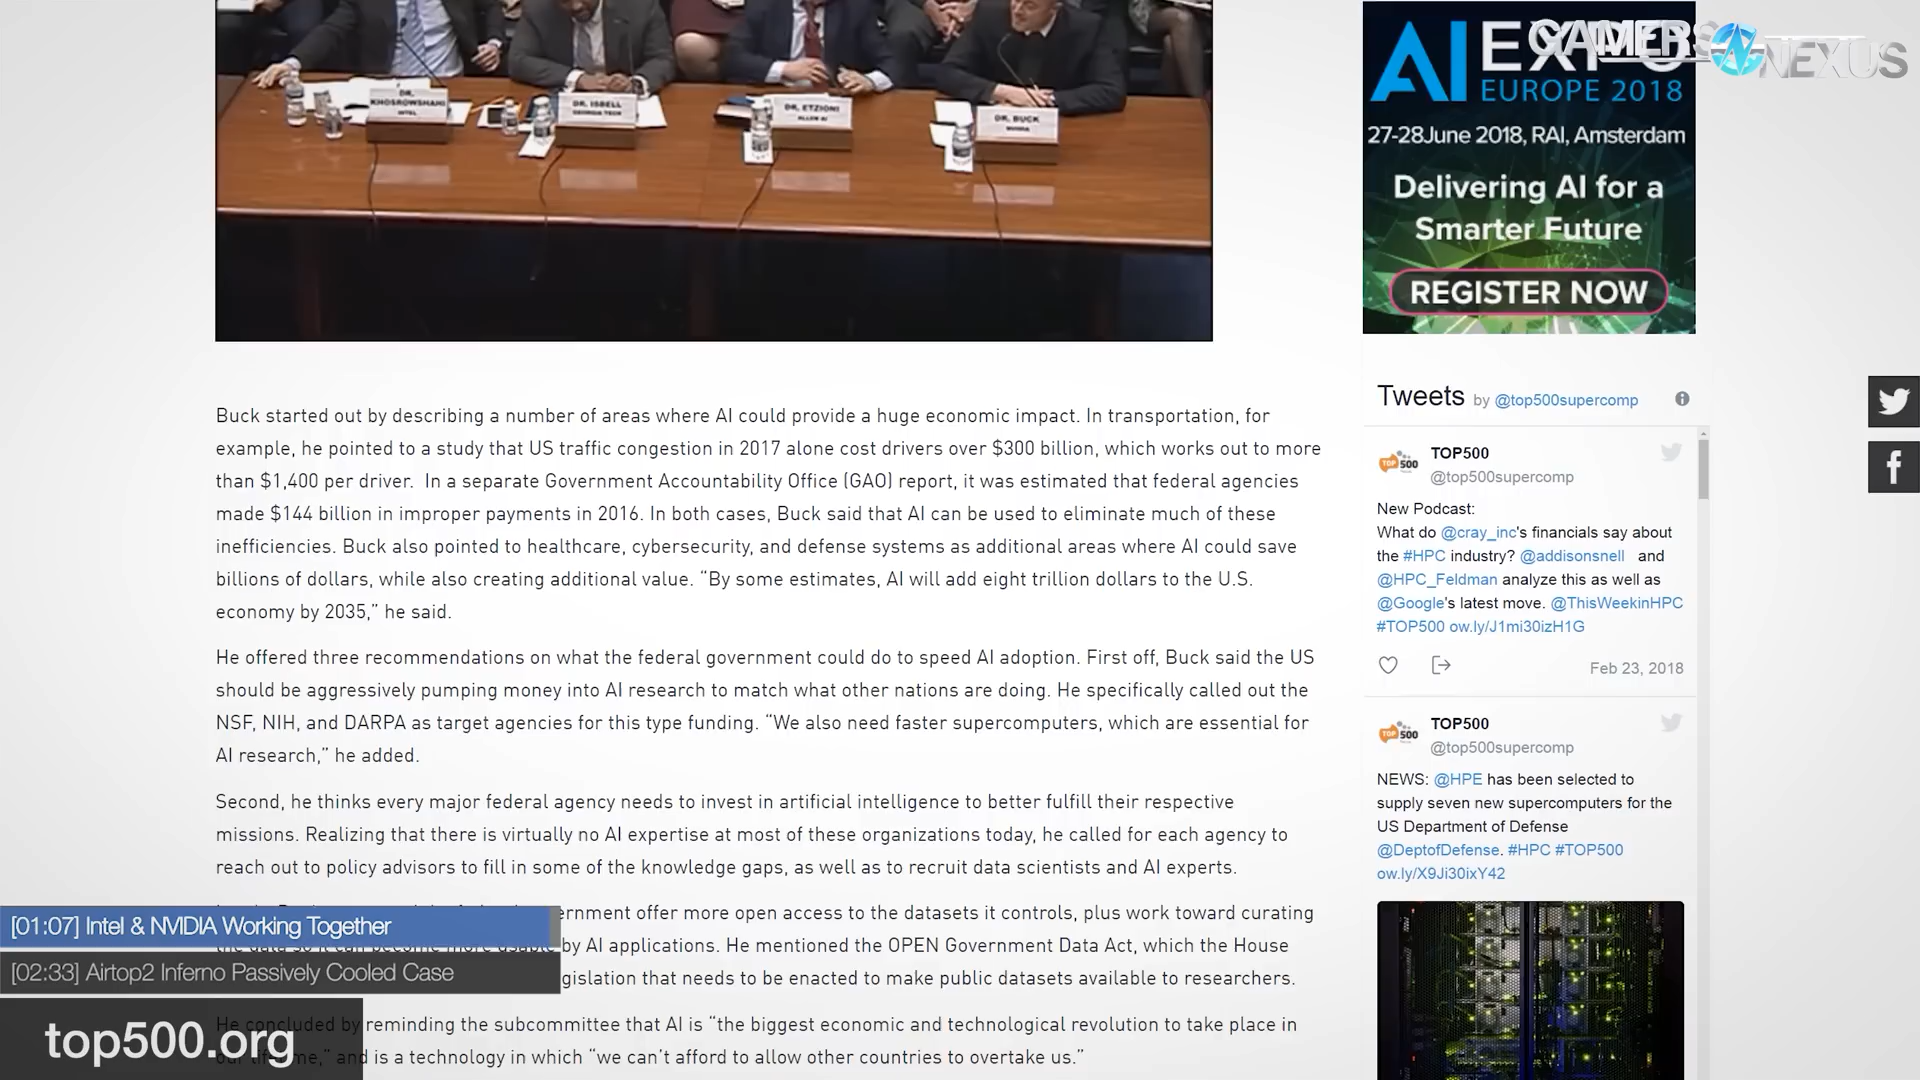 DR.
KHOSROWSHAHI
INTEL
DR. ISBELL
GEORGIA TECH
DR. ETZIONI
ALLEN AI
DR. BUCK
NVIDIA
AI EXPO
EUROPE 2018
27-28June 2018, RAI, Amsterdam
Delivering AI for a
Smarter Future
REGISTER NOW
GAMERS NEXUS
Buck started out by describing a number of areas where AI could provide a huge economic impact. In transportation, for
example, he pointed to a study that US traffic congestion in 2017 alone cost drivers over $300 billion, which works out to more
than $1,400 per driver. In a separate Government Accountability Office (GAO) report, it was estimated that federal agencies
made $144 billion in improper payments in 2016. In both cases, Buck said that AI can be used to eliminate much of these
inefficiencies. Buck also pointed to healthcare, cybersecurity, and defense systems as additional areas where AI could save
billions of dollars, while also creating additional value. “By some estimates, AI will add eight trillion dollars to the U.S.
economy by 2035,” he said.
He offered three recommendations on what the federal government could do to speed AI adoption. First off, Buck said the US
should be aggressively pumping money into AI research to match what other nations are doing. He specifically called out the
NSF, NIH, and DARPA as target agencies for this type funding. “We also need faster supercomputers, which are essential for
AI research,” he added.
Second, he thinks every major federal agency needs to invest in artificial intelligence to better fulfill their respective
missions. Realizing that there is virtually no AI expertise at most of these organizations today, he called for each agency to
reach out to policy advisors to fill in some of the knowledge gaps, as well as to recruit data scientists and AI experts.
offer more open access to the datasets it controls, plus work toward curating
by AI applications. He mentioned the OPEN Government Data Act, which the House
that needs to be enacted to make public datasets available to researchers.
He concluded by reminding the subcommittee that AI is “the biggest economic and technological revolution to take place in
our lifetime,” and is a technology in which “we can’t afford to allow other countries to overtake us.”
[01:07] Intel & NVIDIA Working Together
[02:33] Airtop2 Inferno Passively Cooled Case
top500.org
Tweets by @top500supercomp
TOP500
@top500supercomp
New Podcast:
What do @cray_inc's financials say about
the #HPC industry? @addisonsnell and
@HPC_Feldman analyze this as well as
@Google's latest move. @ThisWeekinHPC
#TOP500 ow.ly/J1mi30izH1G
Feb 23, 2018
TOP500
@top500supercomp
NEWS: @HPE has been selected to
supply seven new supercomputers for the
US Department of Defense
@DeptofDefense. #HPC #TOP500
ow.ly/X9Ji30ixY42